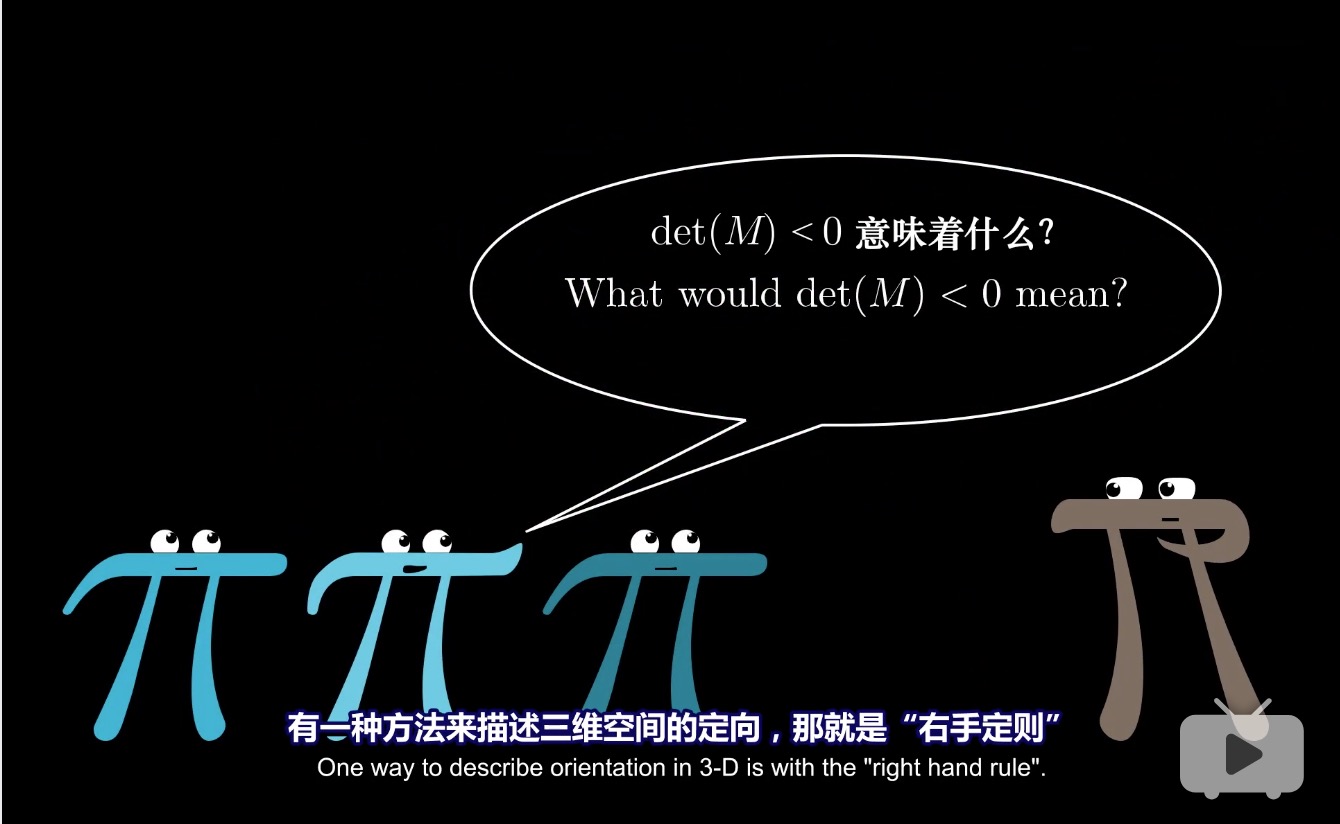 det(M) < 0 意味着什么?
What would det(M) < 0 mean?
有一种方法来描述三维空间的定向，那就是“右手定则”
One way to describe orientation in 3-D is with the "right hand rule".